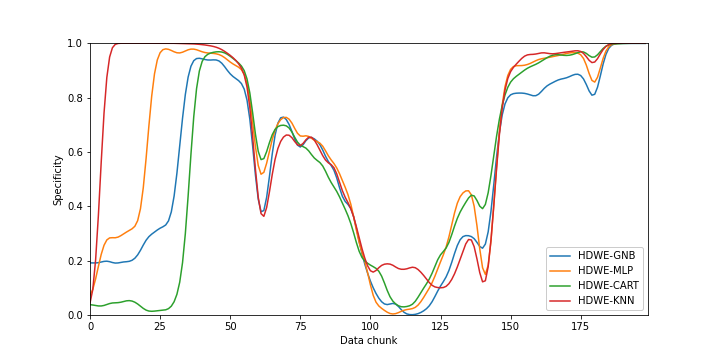 1.0
0.8
0.6
0.4
0.2
0.0
Specificity
0 25 50 75 100 125 150 175
Data chunk
HDWE-GNB
HDWE-MLP
HDWE-CART
HDWE-KNN